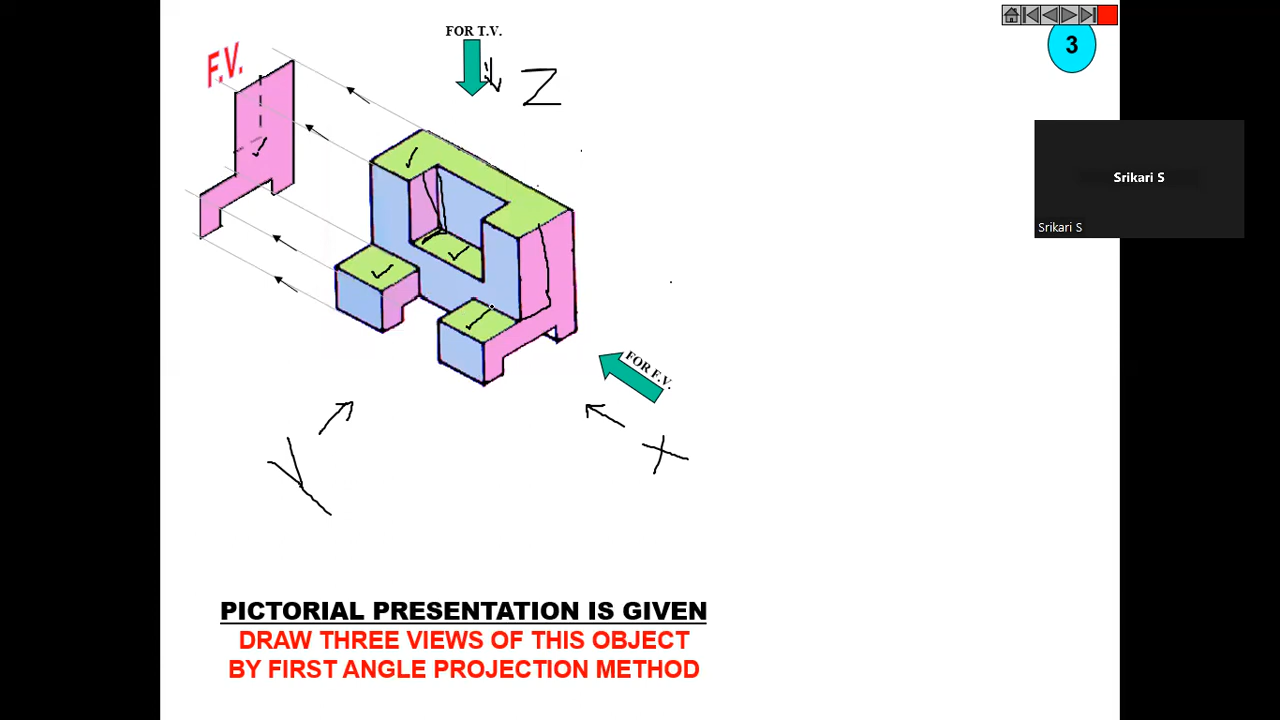 FOR T.V.
F.V.
3
Z
Srikari S
Srikari S
FOR F.V.
X
Y
PICTORIAL PRESENTATION IS GIVEN
DRAW THREE VIEWS OF THIS OBJECT
BY FIRST ANGLE PROJECTION METHOD